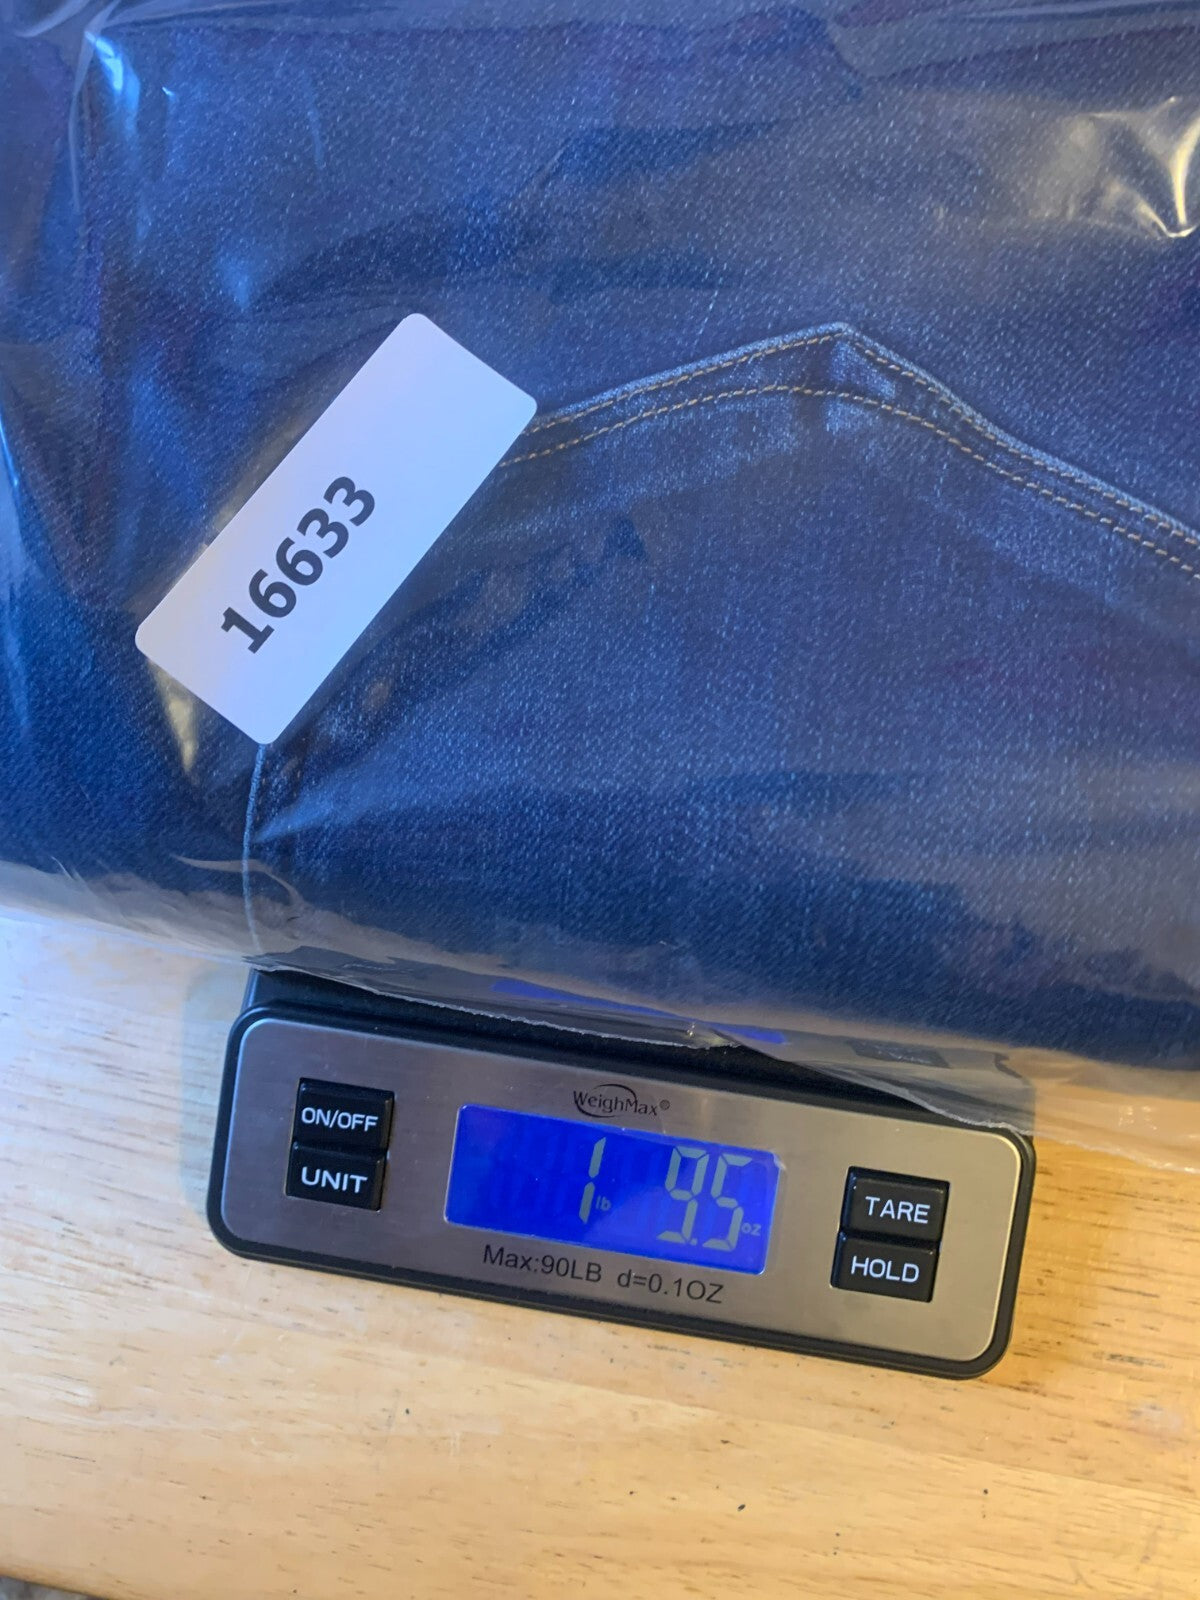 16633
WeighMax®
ON/OFF
UNIT
1 lb 9.5 oz
TARE
HOLD
Max:90LB d=0.1OZ